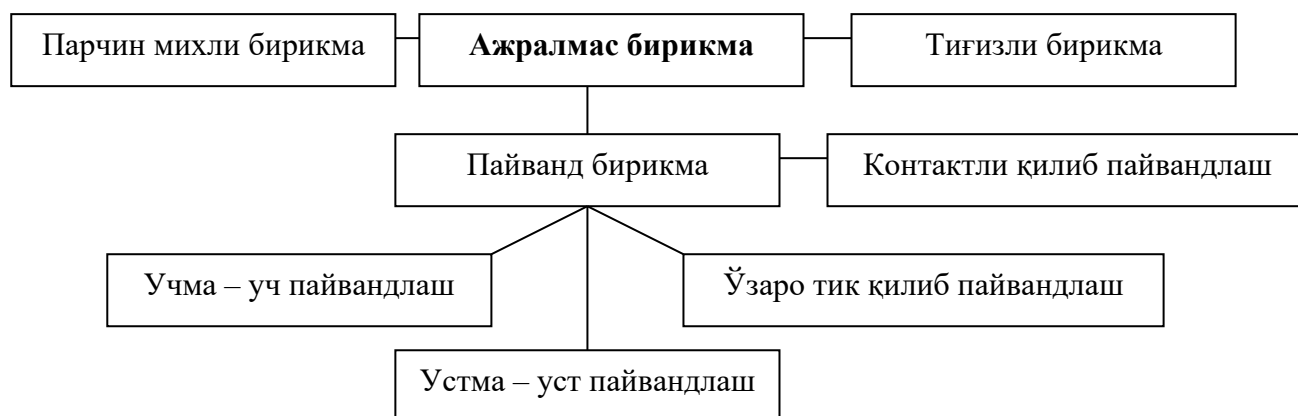 Парчин михли бирикма
Ажралмас бирикма
Тиғизли бирикма
Пайванд бирикма
Контактли қилиб пайвандлаш
Учма – уч пайвандлаш
Ўзаро тик қилиб пайвандлаш
Устма – уст пайвандлаш